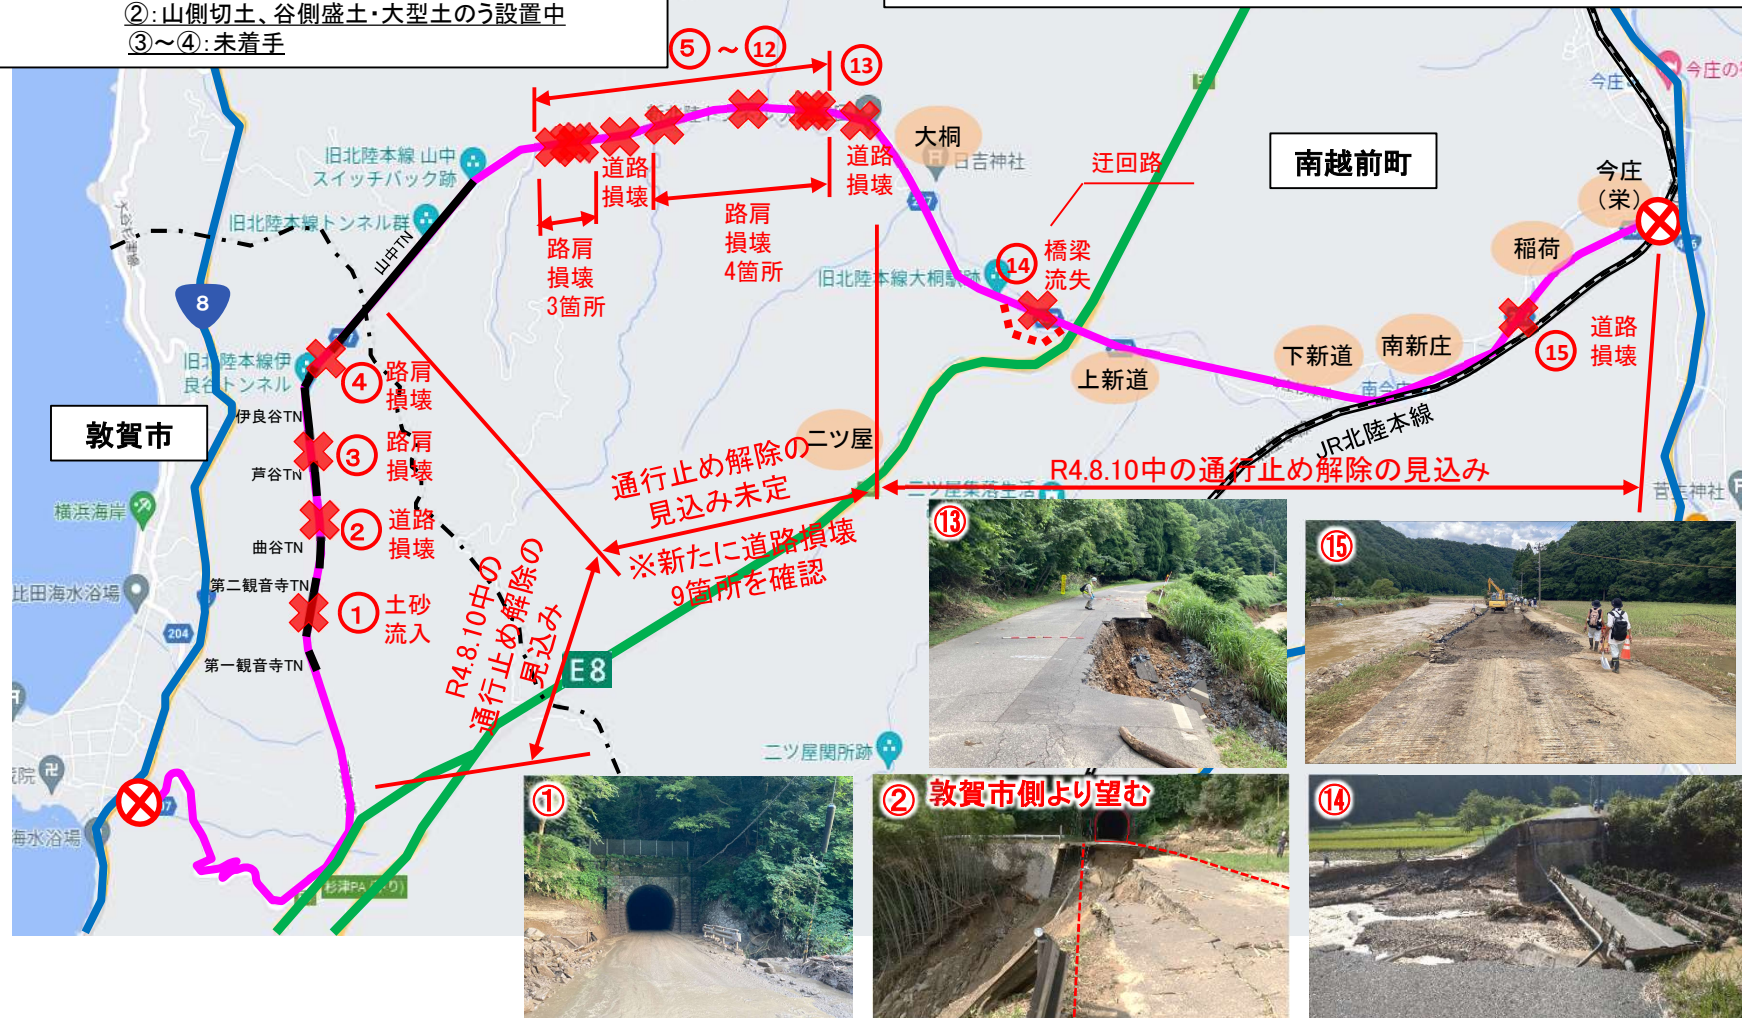 ②:山側切土、谷側盛土・大型土のう設置中
③～④:未着手
⑤ ～ ⑫
⑬
大桐
日吉神社
迂回路
南越前町
今庄
（栄）
稲荷
旧北陸本線 山中
スイッチバック跡
旧北陸本線トンネル群
山中TN
道路
損壊
路肩
損壊
3箇所
路肩
損壊
4箇所
道路
損壊
旧北陸本線大桐駅跡
⑭
橋梁
流失
8
旧北陸本線伊
良谷トンネル
④
路肩
損壊
伊良谷TN
敦賀市
③
路肩
損壊
芦谷TN
横浜海岸
②
道路
損壊
曲谷TN
第二観音寺TN
比田海水浴場
①
土砂
流入
204
第一観音寺TN
上新道
下新道
南新庄
⑮
道路
損壊
JR北陸本線
二ツ屋
通行止め解除の
見込み未定
※新たに道路損壊
9箇所を確認
R4.8.10中の通行止め解除の見込み
R4.8.10中の
通行止め解除の
見込み
E8
二ツ屋関所跡
海水浴場
⑬
⑮
①
② 敦賀市側より望む
⑭